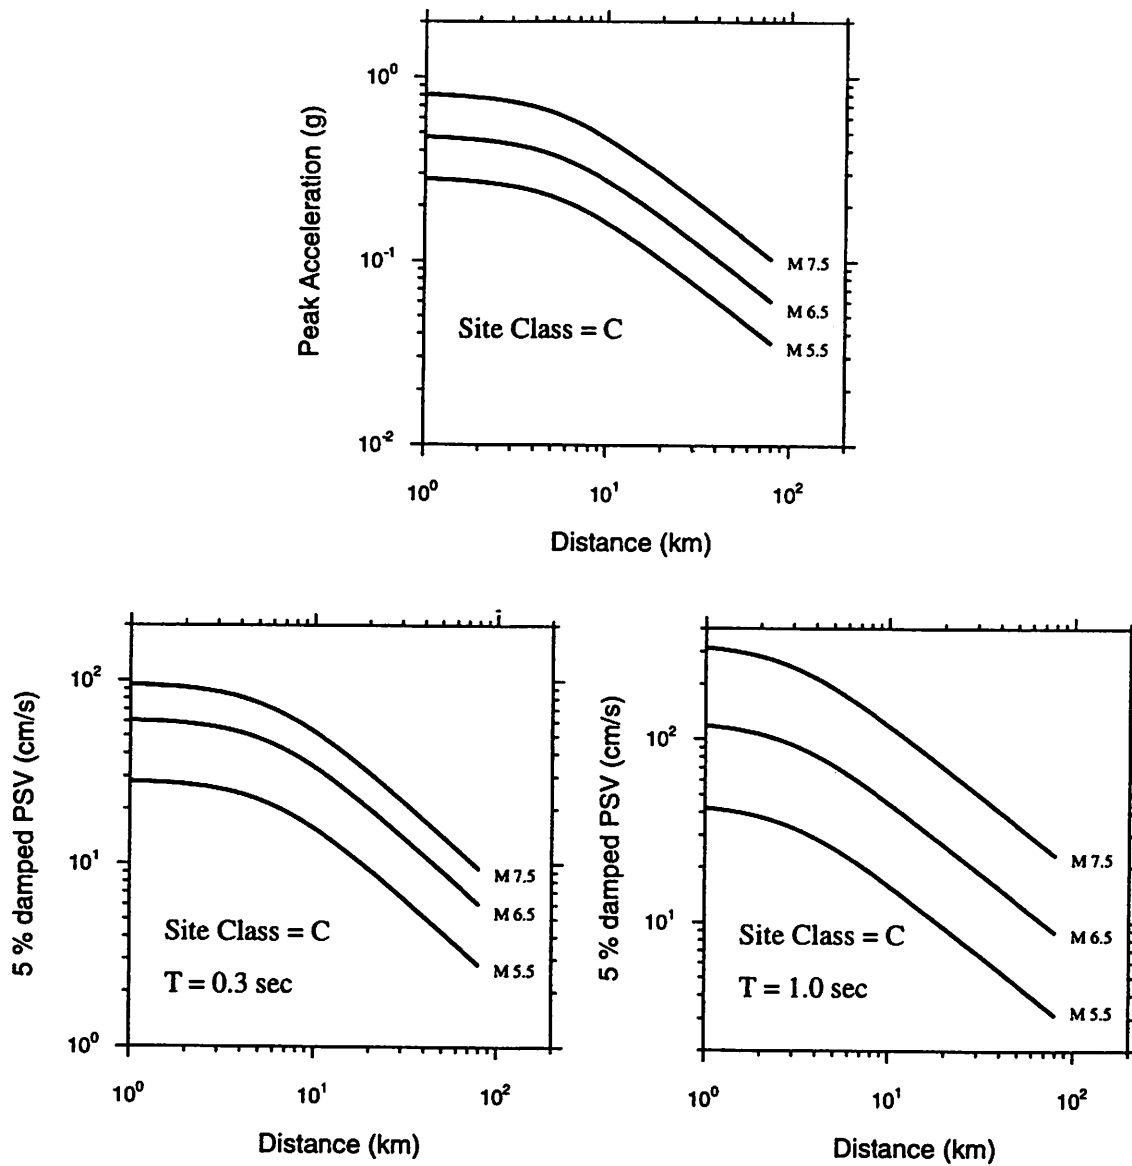 Peak Acceleration (g)
10⁰
10⁻¹
10⁻²
M 7.5
M 6.5
M 5.5
Site Class = C
10⁰
10¹
10²
Distance (km)
5 % damped PSV (cm/s)
10²
10¹
10⁰
M 7.5
M 6.5
M 5.5
Site Class = C
T = 0.3 sec
10⁰
10¹
10²
Distance (km)
5 % damped PSV (cm/s)
10²
10¹
M 7.5
M 6.5
M 5.5
Site Class = C
T = 1.0 sec
10⁰
10¹
10²
Distance (km)